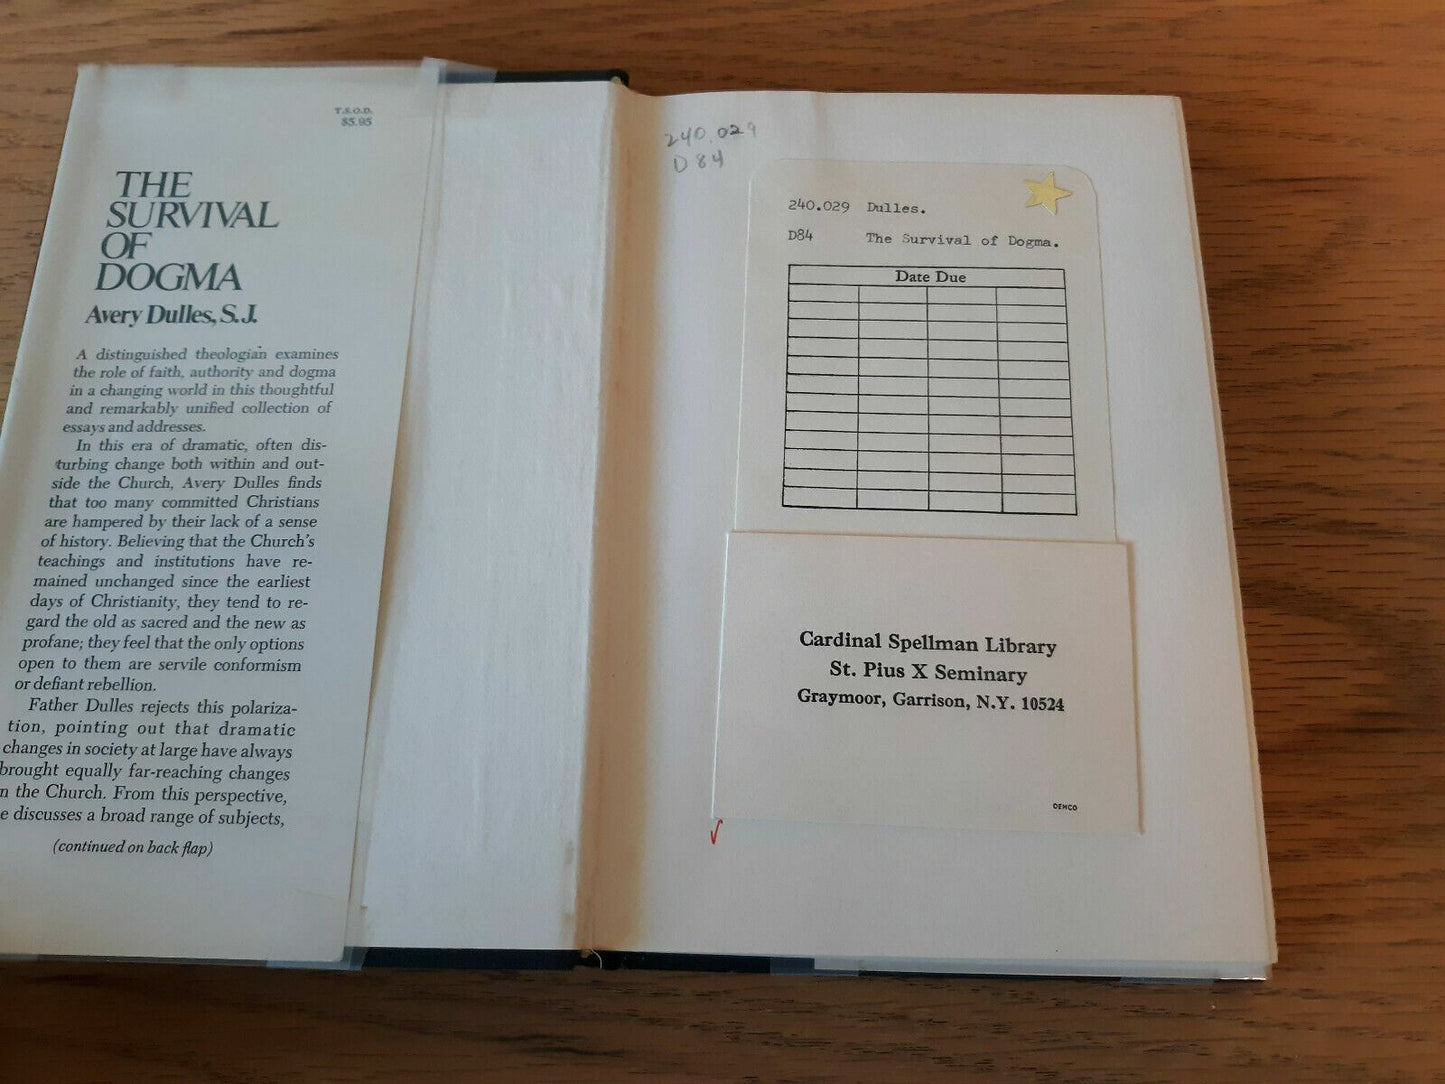 T.S.O.D.
$5.95
THE
SURVIVAL
OF
DOGMA
Avery Dulles, S.J.
A distinguished theologian examines
the role of faith, authority and dogma
in a changing world in this thoughtful
and remarkably unified collection of
essays and addresses.
In this era of dramatic, often dis-
turbing change both within and out-
side the Church, Avery Dulles finds
that too many committed Christians
are hampered by their lack of a sense
of history. Believing that the Church's
teachings and institutions have re-
mained unchanged since the earliest
days of Christianity, they tend to re-
gard the old as sacred and the new as
profane; they feel that the only options
open to them are servile conformism
or defiant rebellion.
Father Dulles rejects this polariza-
tion, pointing out that dramatic
changes in society at large have always
brought equally far-reaching changes
n the Church. From this perspective,
e discusses a broad range of subjects,
(continued on back flap)
240.029
D84
240.029 Dulles.
D84 The Survival of Dogma.
Date Due
Cardinal Spellman Library
St. Pius X Seminary
Graymoor, Garrison, N.Y. 10524
DEMCO